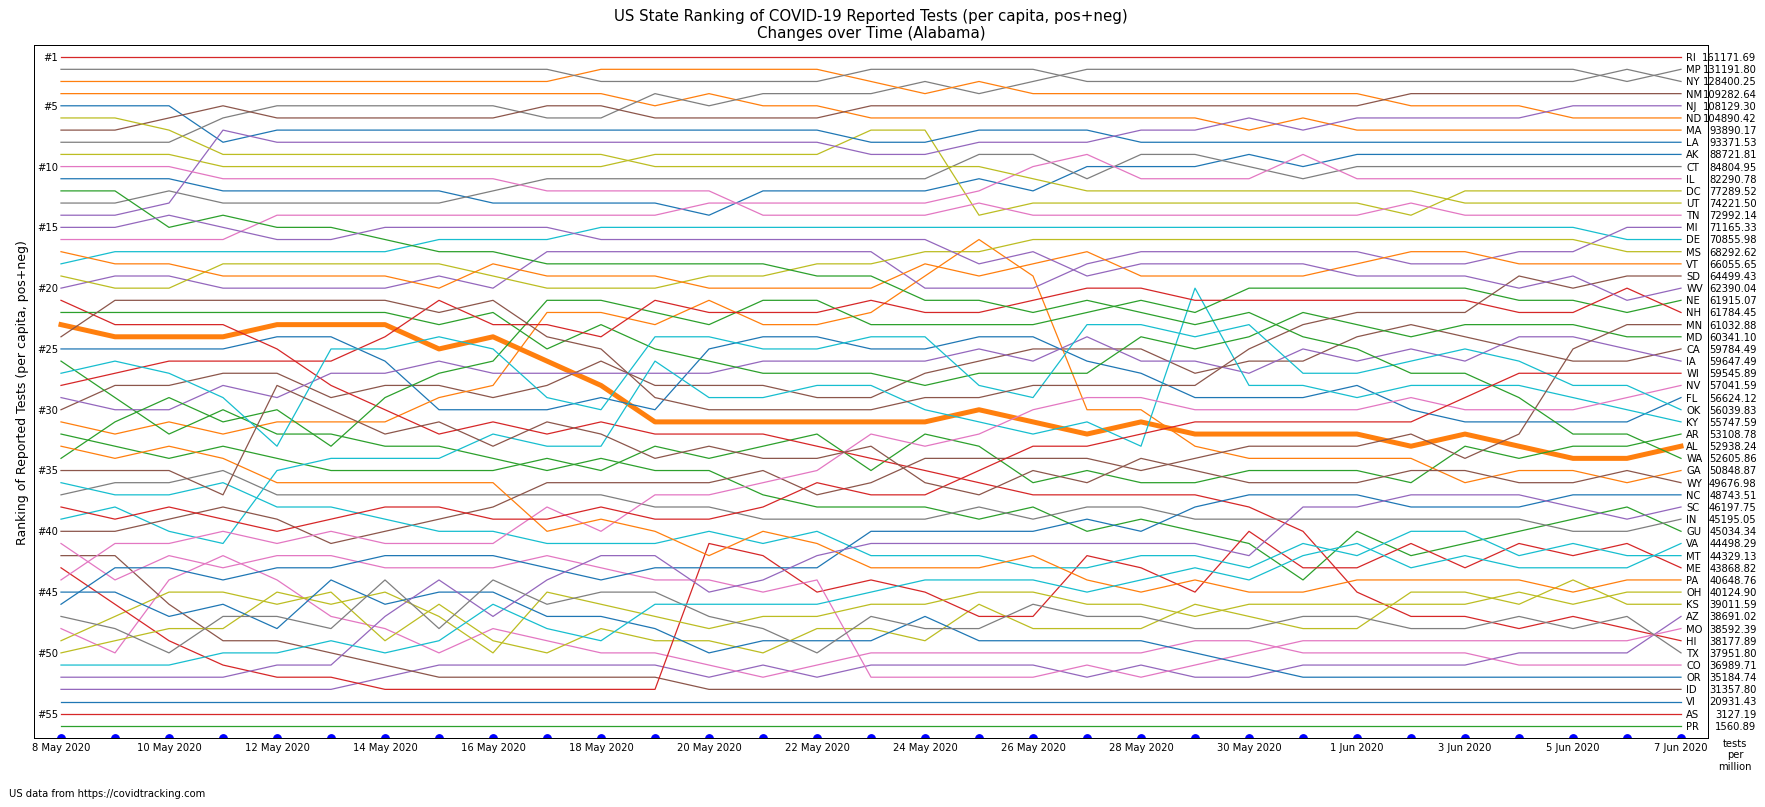 US State Ranking of COVID-19 Reported Tests (per capita, pos+neg)
Changes over Time (Alabama)
Ranking of Reported Tests (per capita, pos+neg)
#1
#5
#10
#15
#20
#25
#30
#35
#40
#45
#50
#55
RI 161171.69
MP 131191.80
NY 128400.25
NM 109282.64
NJ 108129.30
ND 104890.42
MA 93890.17
LA 93371.53
AK 88721.81
CT 84804.95
IL 82290.78
DC 77289.52
UT 74221.50
TN 72992.14
MI 71165.33
DE 70855.98
MS 68292.62
VT 66055.65
SD 64499.43
WV 62390.04
NE 61915.07
NH 61784.45
MN 61032.88
MD 60341.10
CA 59784.49
IA 59647.49
WI 59545.89
NV 57041.59
FL 56624.12
OK 56039.83
KY 55747.59
AR 53108.78
AL 52938.24
WA 52605.86
GA 50848.87
WY 49676.98
NC 48743.51
SC 46197.75
IN 45195.05
GU 45034.34
VA 44498.29
MT 44329.13
ME 43868.82
PA 40648.76
OH 40124.90
KS 39011.59
AZ 38691.02
MO 38592.39
HI 38177.89
TX 37951.80
CO 36989.71
OR 35184.74
ID 31357.80
VI 20931.43
AS 3127.19
PR 1560.89
8 May 2020 10 May 2020 12 May 2020 14 May 2020 16 May 2020 18 May 2020 20 May 2020 22 May 2020 24 May 2020 26 May 2020 28 May 2020 30 May 2020 1 Jun 2020 3 Jun 2020 5 Jun 2020 7 Jun 2020
tests
per
million
US data from https://covidtracking.com